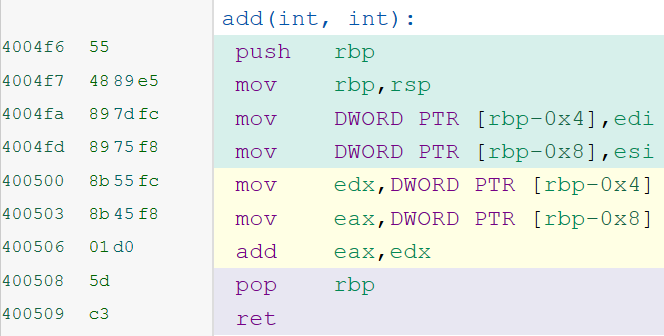 add(int, int):
4004f6 55 push rbp
4004f7 48 89 e5 mov rbp,rsp
4004fa 89 7d fc mov DWORD PTR [rbp-0x4],edi
4004fd 89 75 f8 mov DWORD PTR [rbp-0x8],esi
400500 8b 55 fc mov edx,DWORD PTR [rbp-0x4]
400503 8b 45 f8 mov eax,DWORD PTR [rbp-0x8]
400506 01 d0 add eax,edx
400508 5d pop rbp
400509 c3 ret